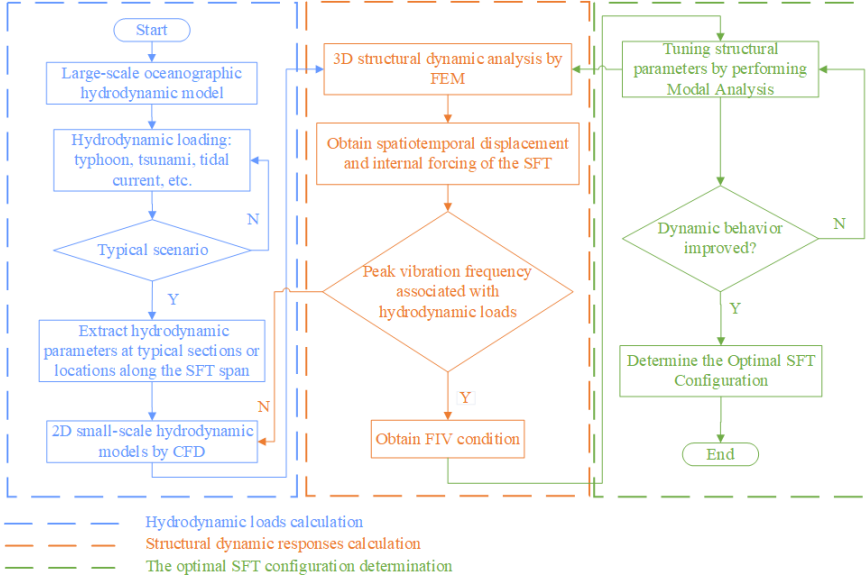 Start
Large-scale oceanographic
hydrodynamic model
Hydrodynamic loading:
typhoon, tsunami, tidal
current, etc.
N
Typical scenario
Y
Extract hydrodynamic
parameters at typical sections or
locations along the SFT span
N
2D small-scale hydrodynamic
models by CFD
3D structural dynamic analysis by
FEM
Obtain spatiotemporal displacement
and internal forcing of the SFT
Peak vibration frequency
associated with
hydrodynamic loads
Y
Obtain FIV condition
Tuning structural
parameters by performing
Modal Analysis
N
Dynamic behavior
improved?
Y
Determine the Optimal SFT
Configuration
End
Hydrodynamic loads calculation
Structural dynamic responses calculation
The optimal SFT configuration determination